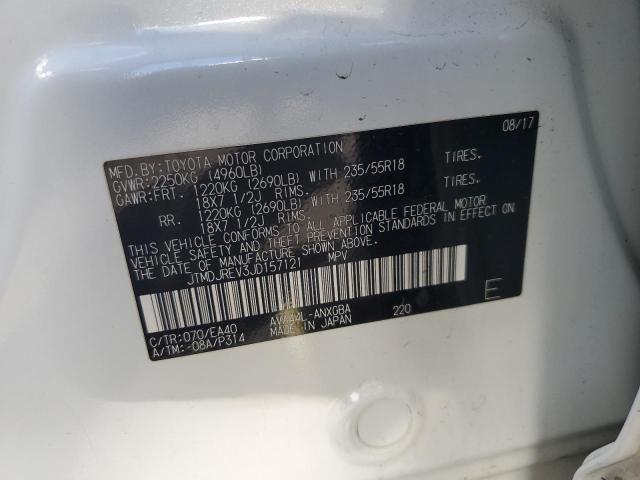 08/17
MFD.BY:TOYOTA MOTOR CORPORATION
GVWR:2250KG (4960LB)
GAWR:FRT. 1220KG (2690LB) WITH 235/55R18 TIRES.
18X7 1/2J RIMS.
RR. 1220KG (2690LB) WITH 235/55R18 TIRES.
18X7 1/2J RIMS.
THIS VEHICLE CONFORMS TO ALL APPLICABLE FEDERAL MOTOR
VEHICLE SAFETY AND THEFT PREVENTION STANDARDS IN EFFECT ON
THE DATE OF MANUFACTURE SHOWN ABOVE.
JTMDJREV3JD157121 MPV
C/TR:070/EA40 AVA44L-ANXGBA 220 E
A/TM:-08A/P314 MADE IN JAPAN